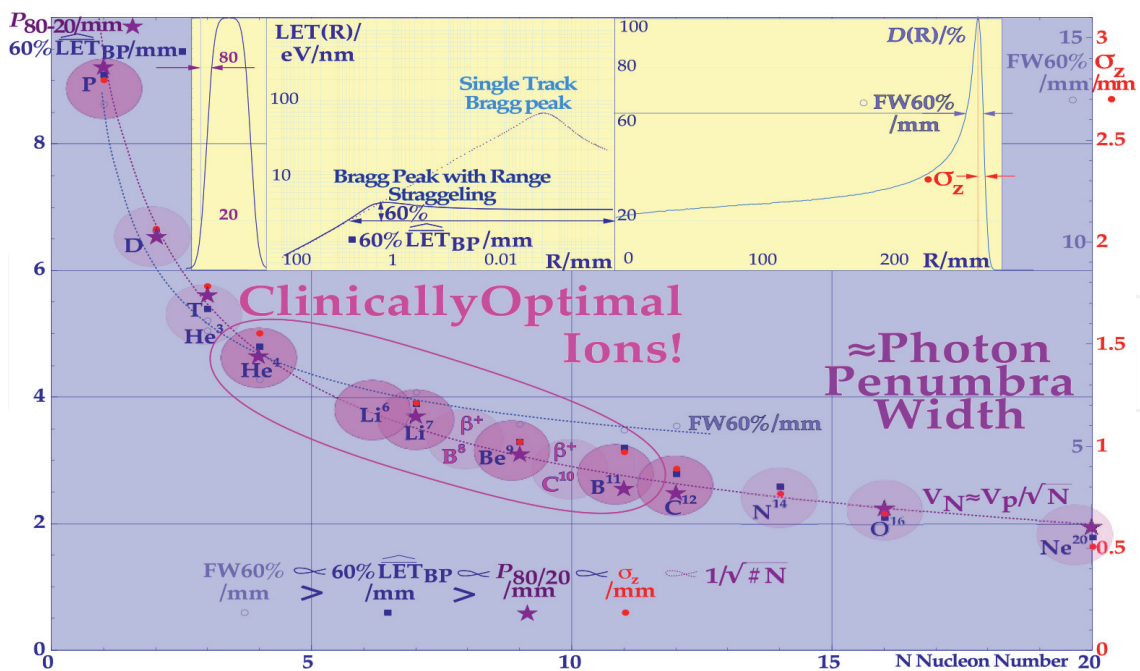 P80-20/mm★
60% LET̂BP/mm■
8
6
4
2
0
80
20
LET(R)/
eV/nm
100
10
Single Track
Bragg peak
Bragg Peak with Range
Straggeling
60%
■60% LET̂BP/mm
100
1
0.01
R/mm
100
80
60
20
0
100
200
R/mm
D(R)/%
○ FW60%
/mm
•σz
15
FW60%
/mm
○
10
5
3
σz
/mm
•
2.5
2
1.5
1
0.5
0
P
D
T
He³
He⁴
Li⁶
Li⁷
β⁺
B⁸
Be⁹
β⁺
C¹⁰
B¹¹
C¹²
N¹⁴
O¹⁶
Ne²⁰
Clinically Optimal
Ions!
≈Photon
Penumbra
Width
FW60%/mm
VN≈Vp/√N
FW60% ∝ 60% LET̂BP ∝ P80/20 ∝ σz ∝ 1/√#N
/mm > /mm > /mm /mm
○ ■ ★ •
0
5
10
15
20
N Nucleon Number